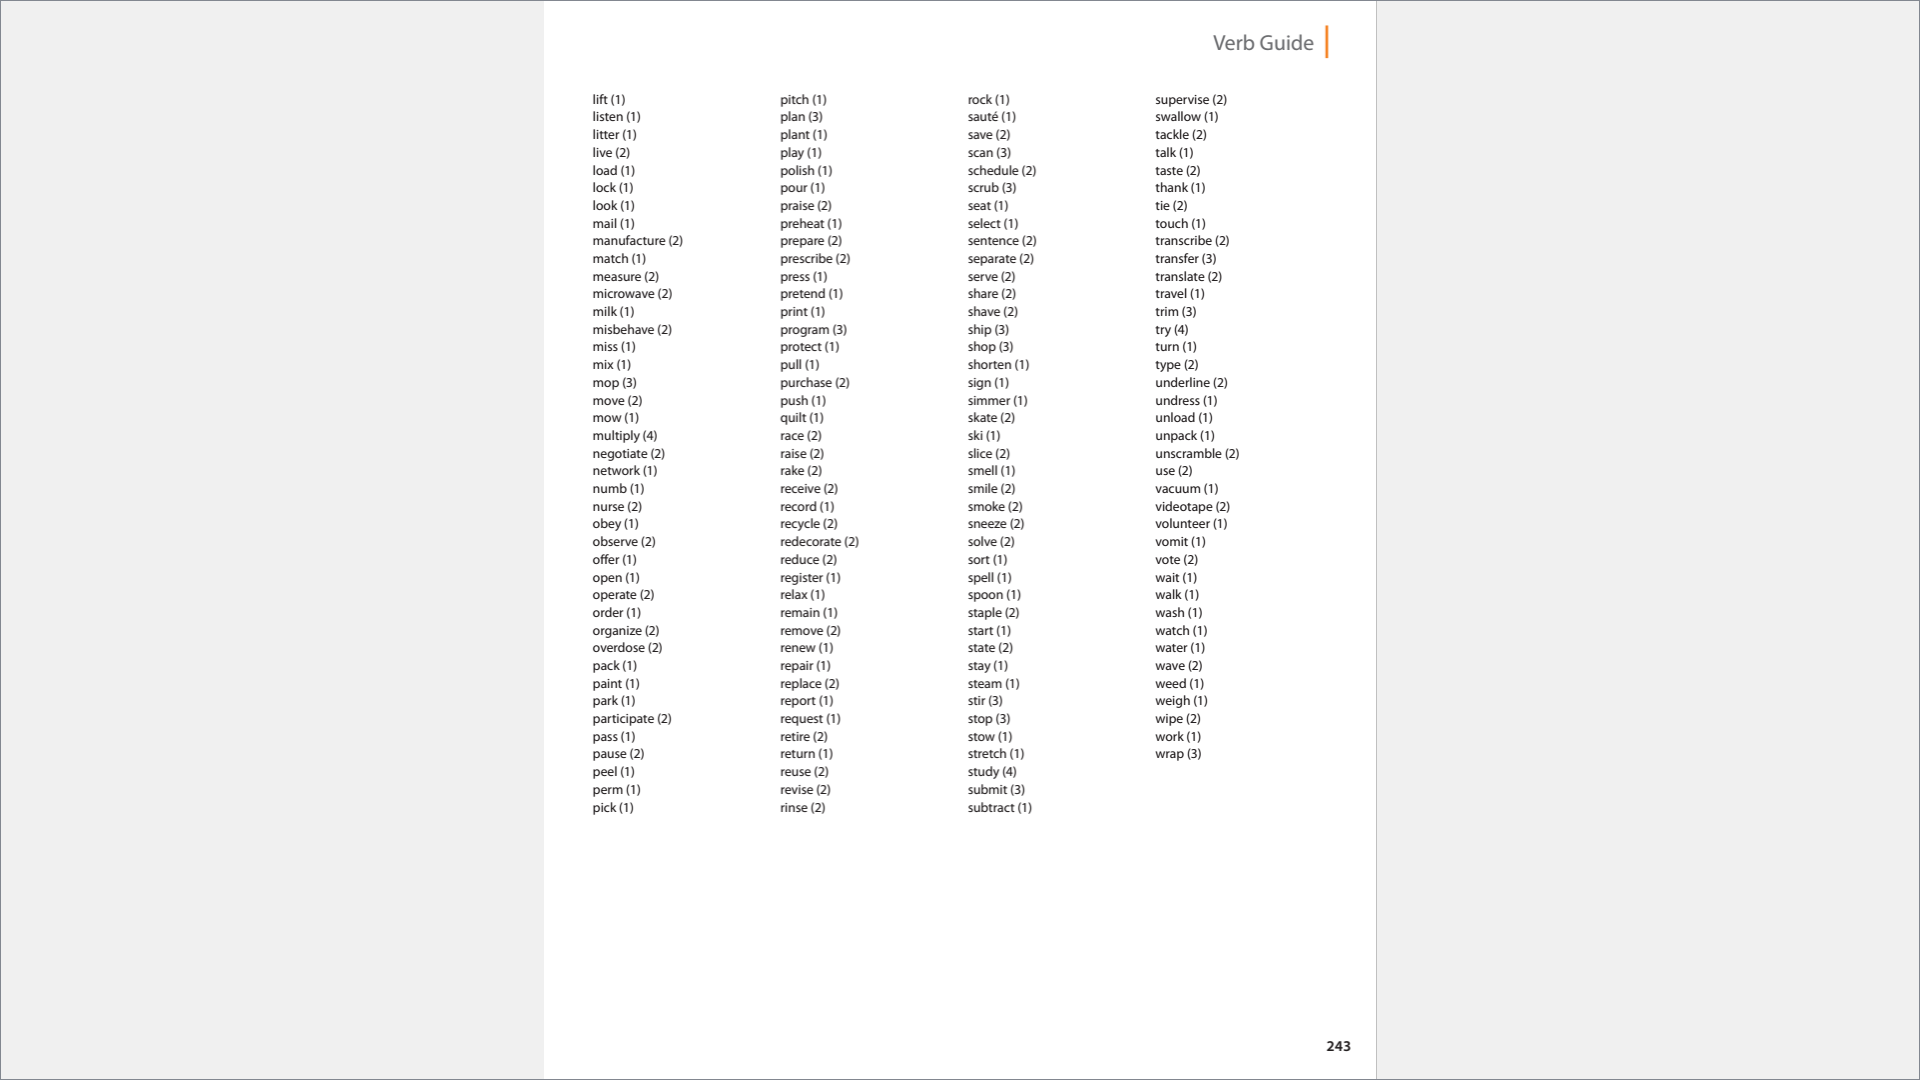 Verb Guide
lift (1)
listen (1)
litter (1)
live (2)
load (1)
lock (1)
look (1)
mail (1)
manufacture (2)
match (1)
measure (2)
microwave (2)
milk (1)
misbehave (2)
miss (1)
mix (1)
mop (3)
move (2)
mow (1)
multiply (4)
negotiate (2)
network (1)
numb (1)
nurse (2)
obey (1)
observe (2)
offer (1)
open (1)
operate (2)
order (1)
organize (2)
overdose (2)
pack (1)
paint (1)
park (1)
participate (2)
pass (1)
pause (2)
peel (1)
perm (1)
pick (1)
pitch (1)
plan (3)
plant (1)
play (1)
polish (1)
pour (1)
praise (2)
preheat (1)
prepare (2)
prescribe (2)
press (1)
pretend (1)
print (1)
program (3)
protect (1)
pull (1)
purchase (2)
push (1)
quilt (1)
race (2)
raise (2)
rake (2)
receive (2)
record (1)
recycle (2)
redecorate (2)
reduce (2)
register (1)
relax (1)
remain (1)
remove (2)
renew (1)
repair (1)
replace (2)
report (1)
request (1)
retire (2)
return (1)
reuse (2)
revise (2)
rinse (2)
rock (1)
sauté (1)
save (2)
scan (3)
schedule (2)
scrub (3)
seat (1)
select (1)
sentence (2)
separate (2)
serve (2)
share (2)
shave (2)
ship (3)
shop (3)
shorten (1)
sign (1)
simmer (1)
skate (2)
ski (1)
slice (2)
smell (1)
smile (2)
smoke (2)
sneeze (2)
solve (2)
sort (1)
spell (1)
spoon (1)
staple (2)
start (1)
state (2)
stay (1)
steam (1)
stir (3)
stop (3)
stow (1)
stretch (1)
study (4)
submit (3)
subtract (1)
supervise (2)
swallow (1)
tackle (2)
talk (1)
taste (2)
thank (1)
tie (2)
touch (1)
transcribe (2)
transfer (3)
translate (2)
travel (1)
trim (3)
try (4)
turn (1)
type (2)
underline (2)
undress (1)
unload (1)
unpack (1)
unscramble (2)
use (2)
vacuum (1)
videotape (2)
volunteer (1)
vomit (1)
vote (2)
wait (1)
walk (1)
wash (1)
watch (1)
water (1)
wave (2)
weed (1)
weigh (1)
wipe (2)
work (1)
wrap (3)
243